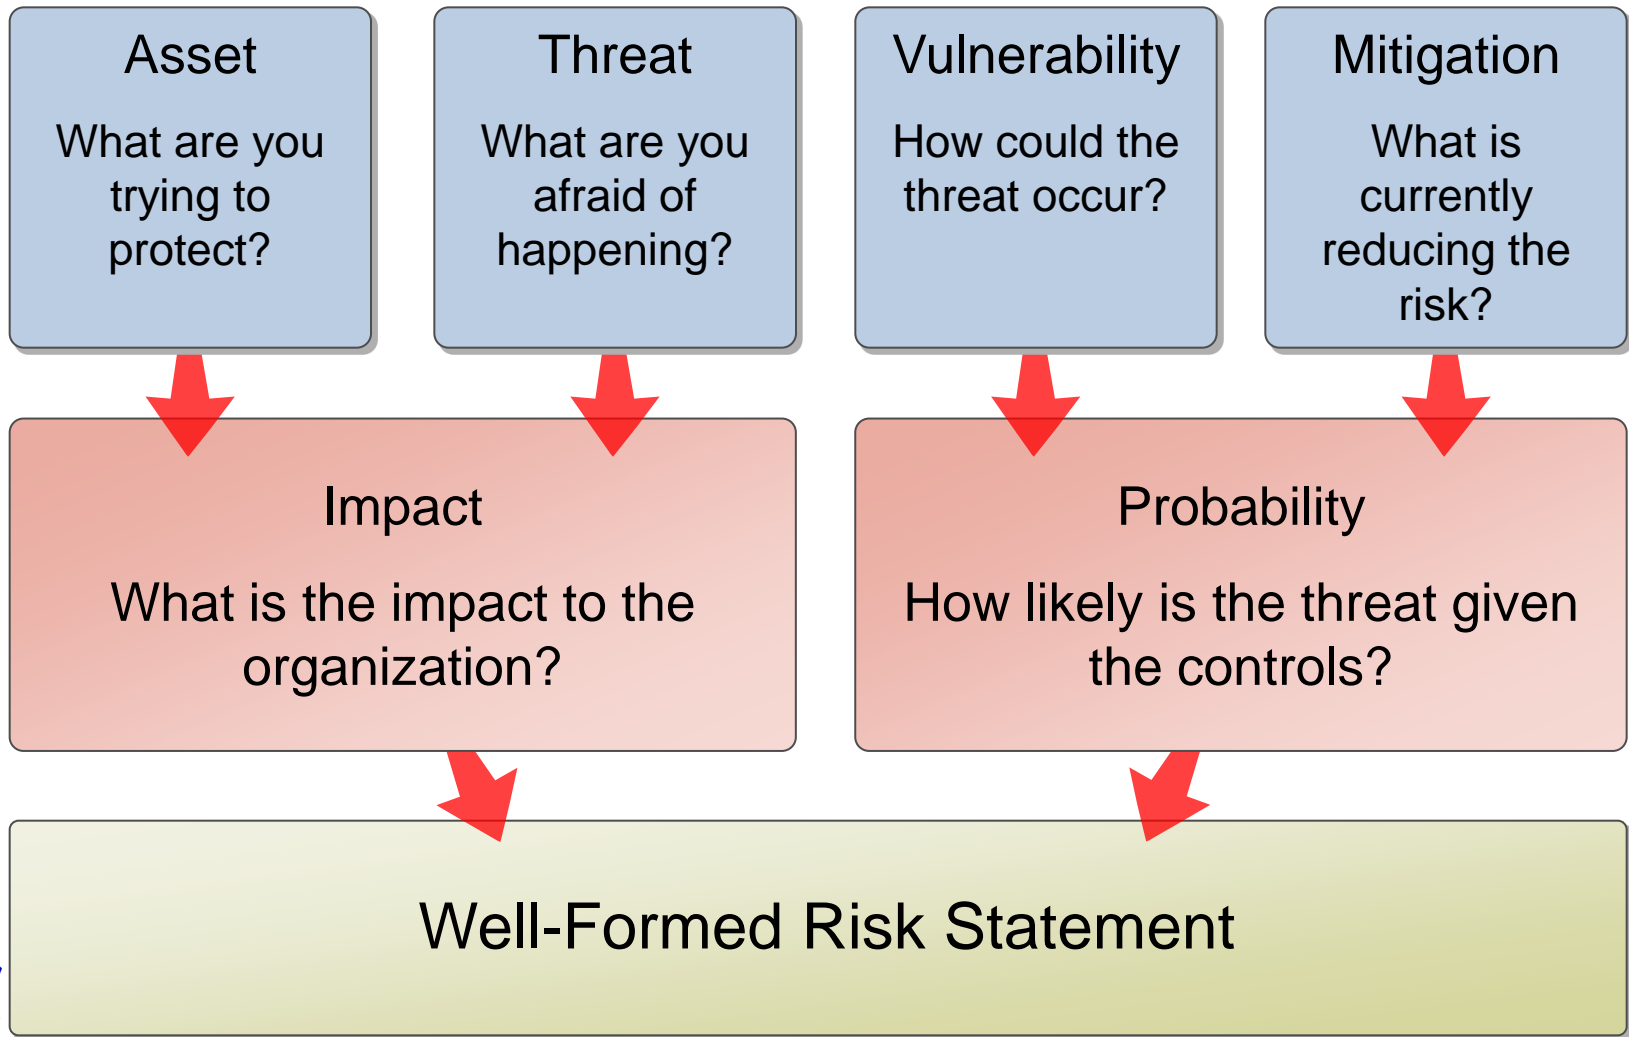 Asset
What are you
trying to
protect?
Threat
What are you
afraid of
happening?
Vulnerability
How could the
threat occur?
Mitigation
What is
currently
reducing the
risk?
Impact
What is the impact to the
organization?
Probability
How likely is the threat given
the controls?
Well-Formed Risk Statement